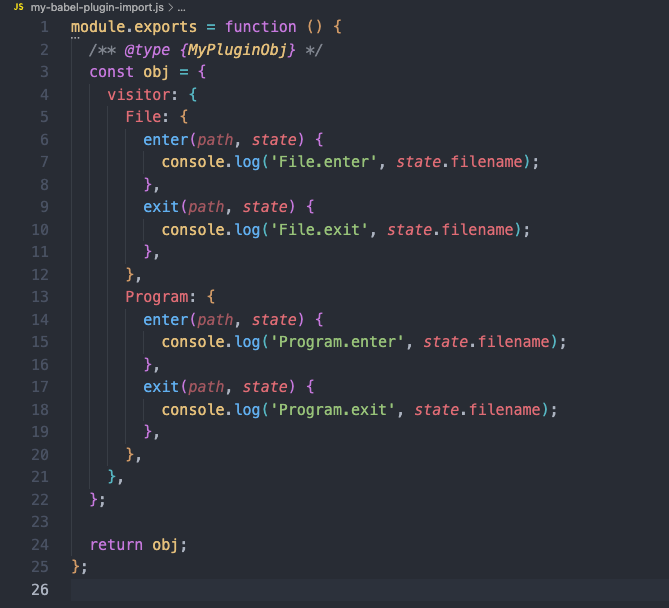 JS my-babel-plugin-import.js > ...
1 module.exports = function () {
2   /** @type {MyPluginObj} */
3   const obj = {
4     visitor: {
5       File: {
6         enter(path, state) {
7           console.log('File.enter', state.filename);
8         },
9         exit(path, state) {
10           console.log('File.exit', state.filename);
11         },
12       },
13       Program: {
14         enter(path, state) {
15           console.log('Program.enter', state.filename);
16         },
17         exit(path, state) {
18           console.log('Program.exit', state.filename);
19         },
20       },
21     },
22   };
23
24   return obj;
25 };
26